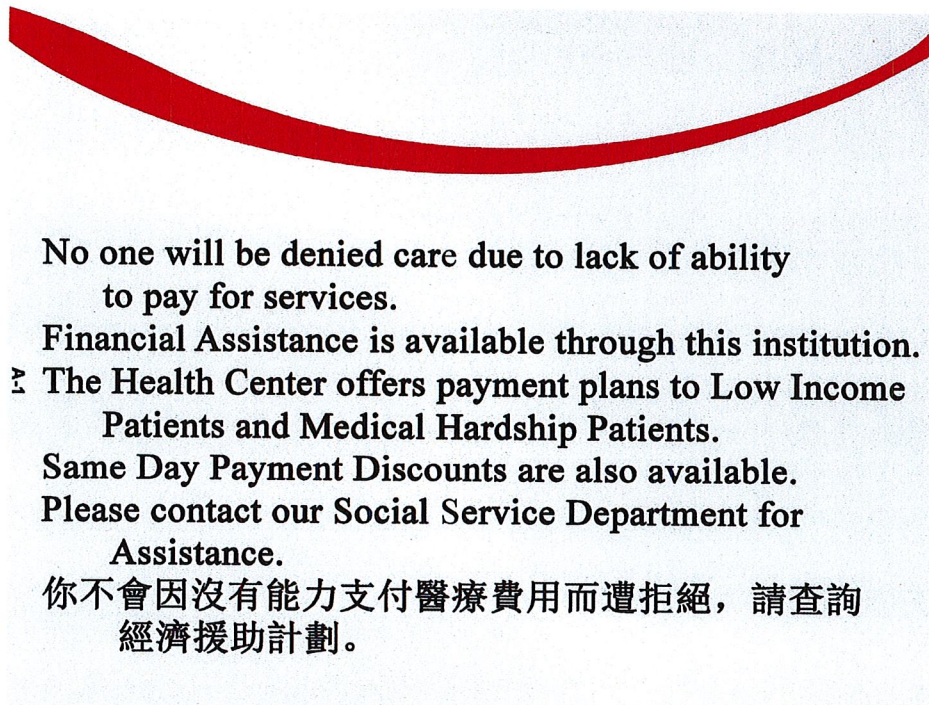 No one will be denied care due to lack of ability
to pay for services.
Financial Assistance is available through this institution.
The Health Center offers payment plans to Low Income
Patients and Medical Hardship Patients.
Same Day Payment Discounts are also available.
Please contact our Social Service Department for
Assistance.
你不會因沒有能力支付醫療費用而遭拒絕，請查詢
經濟援助計劃。